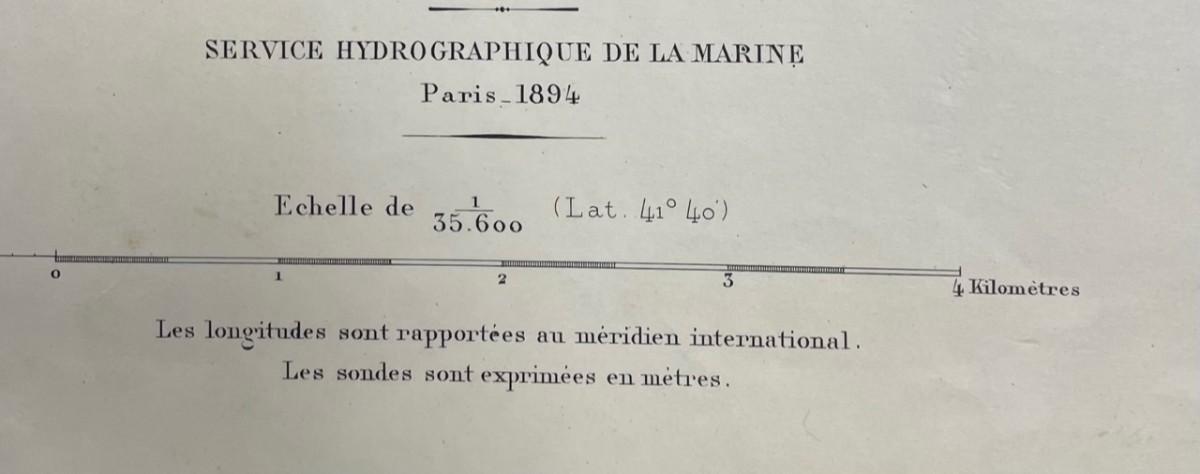 SERVICE HYDROGRAPHIQUE DE LA MARINE
Paris_1894
Echelle de 1/35.600 (Lat. 41° 40')
0 1 2 3 4 Kilomètres
Les longitudes sont rapportées au méridien international.
Les sondes sont exprimées en mètres.